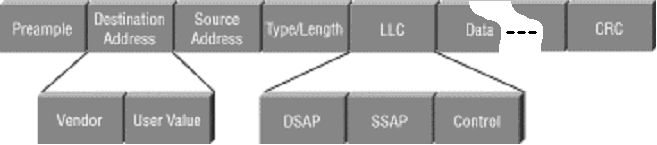 Preample
Destination
Address
Source
Address
Type/Length
LLC
Data
CRC
Vendor
User Value
DSAP
SSAP
Control